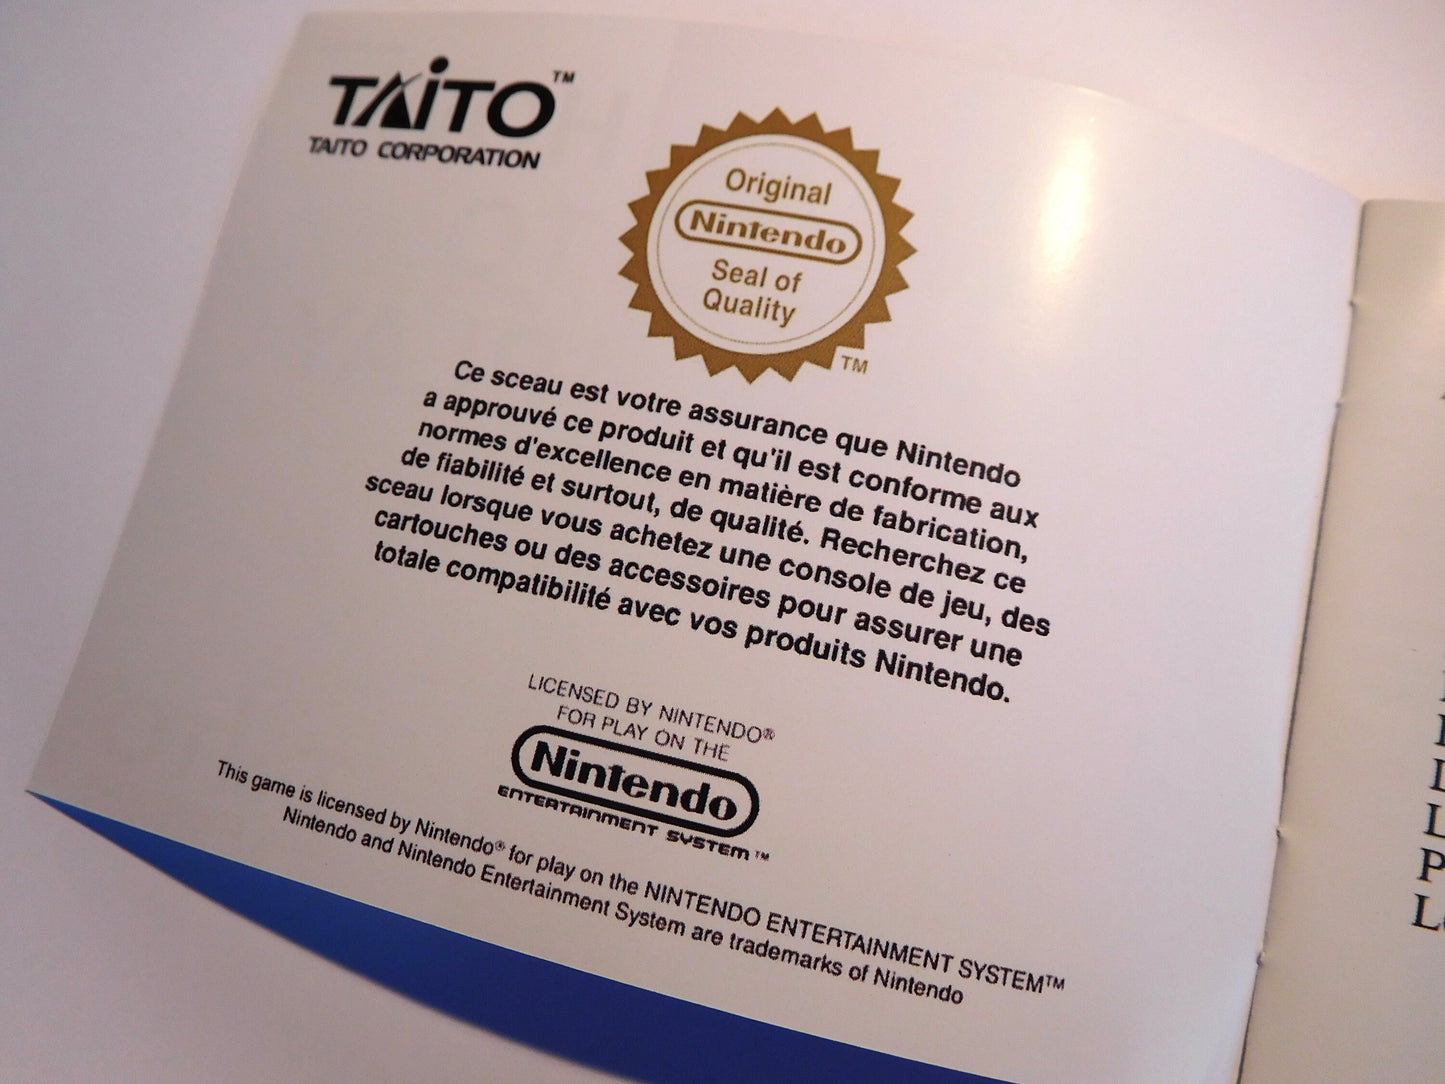 TAiTO™
TAITO CORPORATION
Original
Nintendo
Seal of
Quality
TM
Ce sceau est votre assurance que Nintendo
a approuvé ce produit et qu'il est conforme aux
normes d'excellence en matière de fabrication,
de fiabilité et surtout, de qualité. Recherchez ce
sceau lorsque vous achetez une console de jeu, des
cartouches ou des accessoires pour assurer une
totale compatibilité avec vos produits Nintendo.
LICENSED BY NINTENDO®
FOR PLAY ON THE
Nintendo
ENTERTAINMENT SYSTEM™
This game is licensed by Nintendo® for play on the NINTENDO ENTERTAINMENT SYSTEM™
Nintendo and Nintendo Entertainment System are trademarks of Nintendo